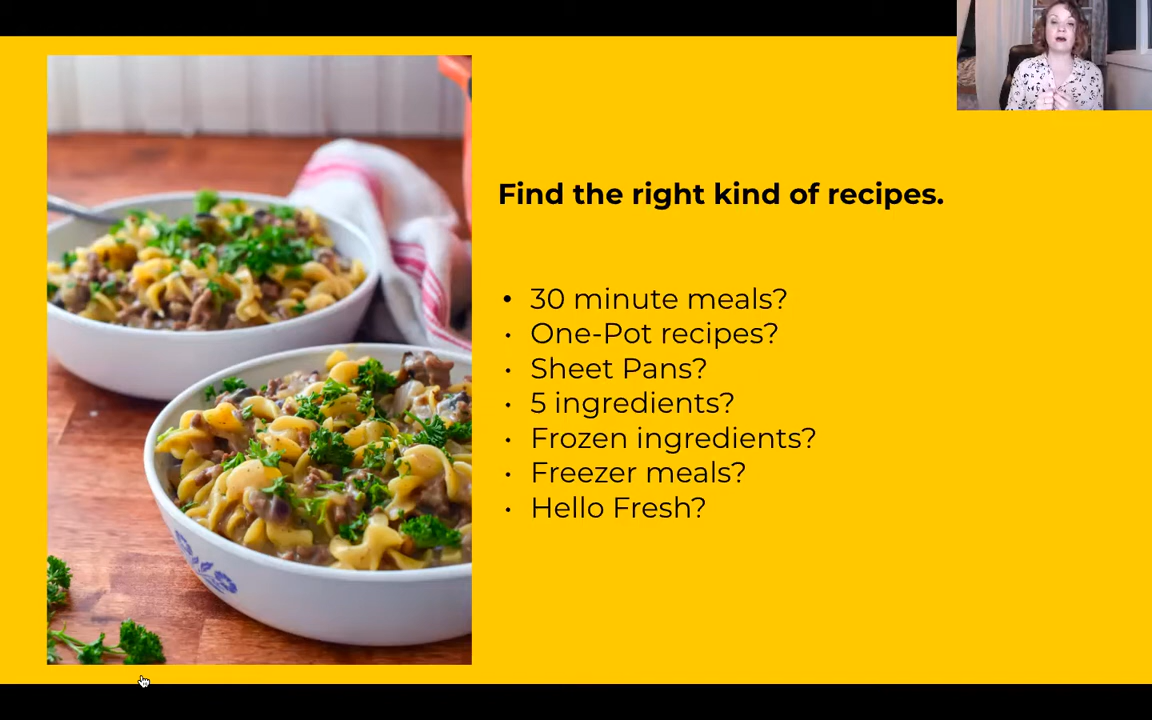 Find the right kind of recipes.
• 30 minute meals?
• One-Pot recipes?
• Sheet Pans?
• 5 ingredients?
• Frozen ingredients?
• Freezer meals?
• Hello Fresh?